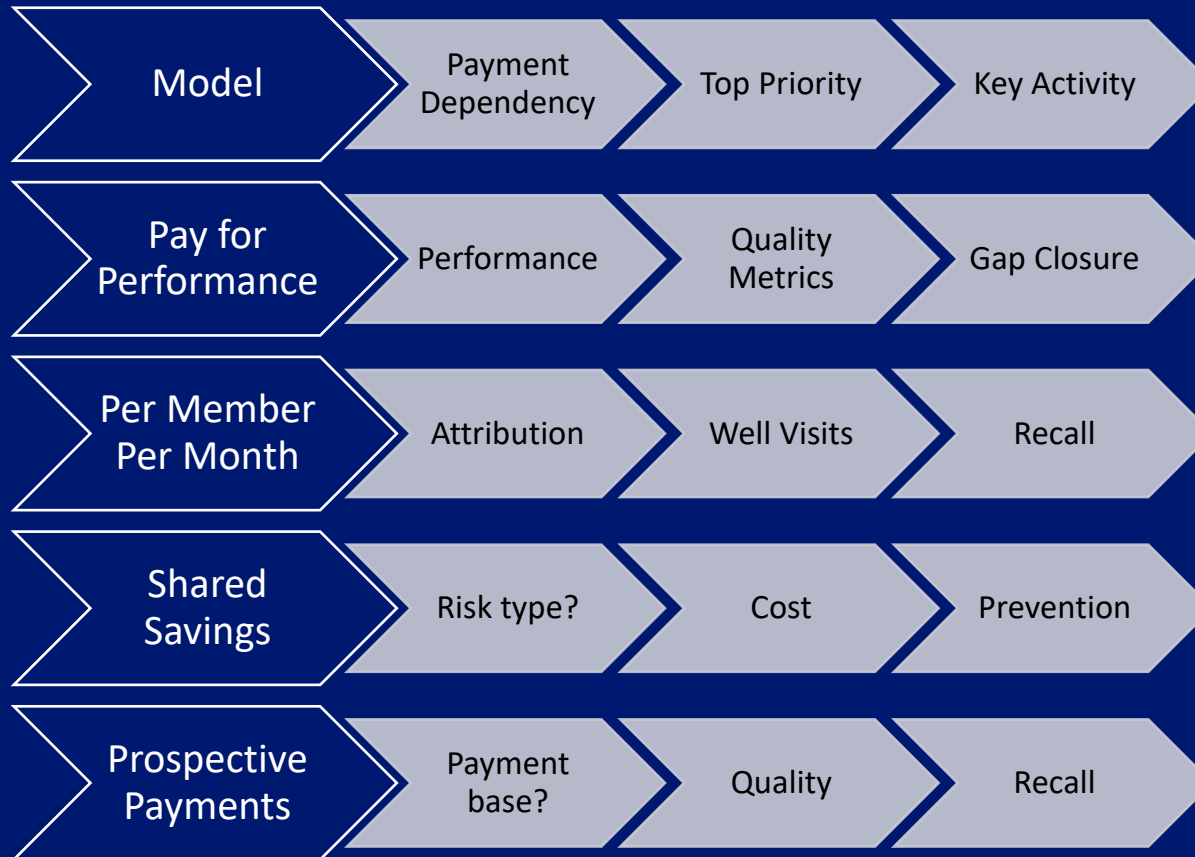 Model
Payment
Dependency
Top Priority
Key Activity
Pay for
Performance
Performance
Quality
Metrics
Gap Closure
Per Member
Per Month
Attribution
Well Visits
Recall
Shared
Savings
Risk type?
Cost
Prevention
Prospective
Payments
Payment
base?
Quality
Recall